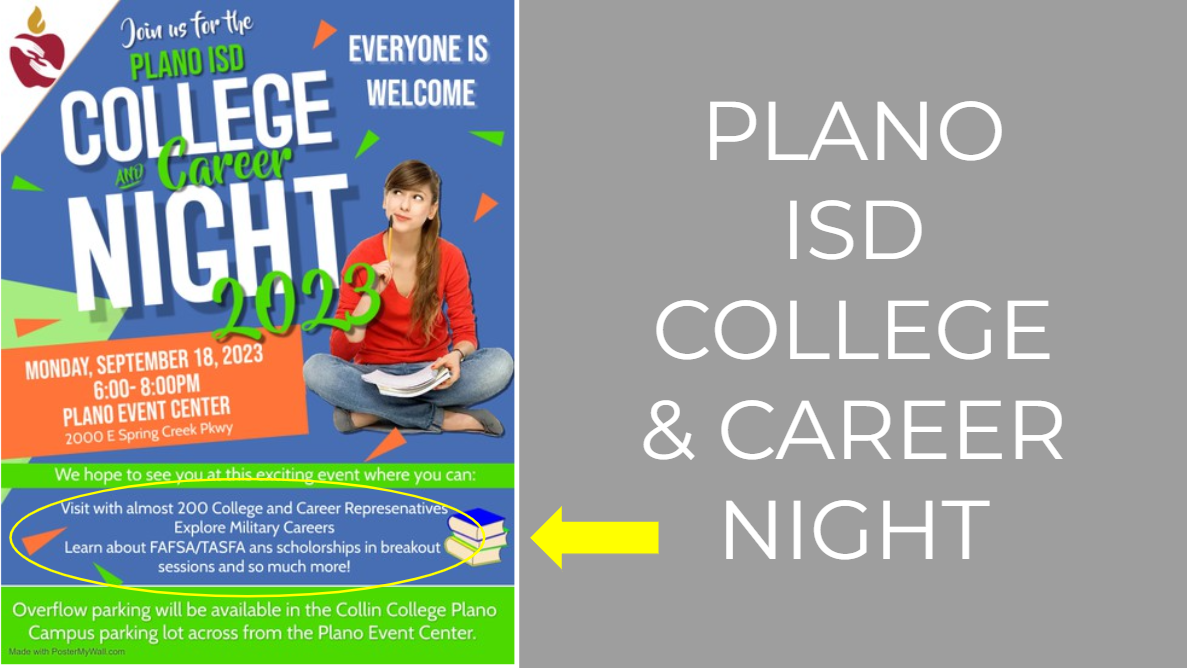 Join us for the
PLANO ISD
COLLEGE
AND Career
NIGHT
2023
EVERYONE IS
WELCOME
MONDAY, SEPTEMBER 18, 2023
6:00- 8:00PM
PLANO EVENT CENTER
2000 E Spring Creek Pkwy
We hope to see you at this exciting event where you can:
Visit with almost 200 College and Career Represenatives
Explore Military Careers
Learn about FAFSA/TASFA ans scholorships in breakout
sessions and so much more!
Overflow parking will be available in the Collin College Plano
Campus parking lot across from the Plano Event Center.
Made with PosterMyWall.com
PLANO
ISD
COLLEGE
& CAREER
NIGHT